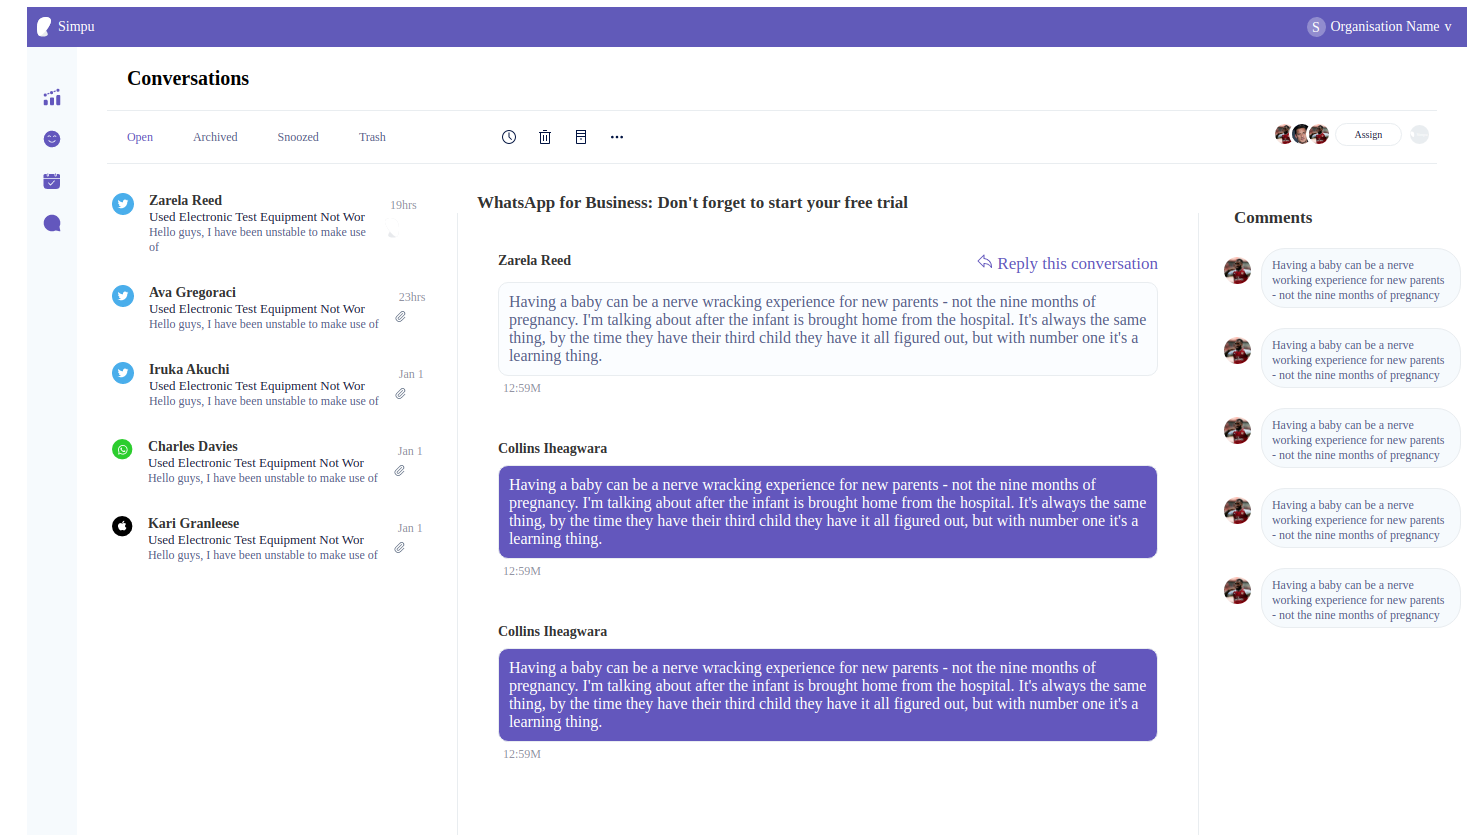 Simpu
S Organisation Name v
Conversations
Open Archived Snoozed Trash
Assign
Zarela Reed
19hrs
Used Electronic Test Equipment Not Wor
Hello guys, I have been unstable to make use
of
Ava Gregoraci
23hrs
Used Electronic Test Equipment Not Wor
Hello guys, I have been unstable to make use of
Iruka Akuchi
Jan 1
Used Electronic Test Equipment Not Wor
Hello guys, I have been unstable to make use of
Charles Davies
Jan 1
Used Electronic Test Equipment Not Wor
Hello guys, I have been unstable to make use of
Kari Granleese
Jan 1
Used Electronic Test Equipment Not Wor
Hello guys, I have been unstable to make use of
WhatsApp for Business: Don't forget to start your free trial
Zarela Reed
Reply this conversation
Having a baby can be a nerve wracking experience for new parents - not the nine months of
pregnancy. I'm talking about after the infant is brought home from the hospital. It's always the same
thing, by the time they have their third child they have it all figured out, but with number one it's a
learning thing.
12:59M
Collins Iheagwara
Having a baby can be a nerve wracking experience for new parents - not the nine months of
pregnancy. I'm talking about after the infant is brought home from the hospital. It's always the same
thing, by the time they have their third child they have it all figured out, but with number one it's a
learning thing.
12:59M
Collins Iheagwara
Having a baby can be a nerve wracking experience for new parents - not the nine months of
pregnancy. I'm talking about after the infant is brought home from the hospital. It's always the same
thing, by the time they have their third child they have it all figured out, but with number one it's a
learning thing.
12:59M
Comments
Having a baby can be a nerve
working experience for new parents
- not the nine months of pregnancy
Having a baby can be a nerve
working experience for new parents
- not the nine months of pregnancy
Having a baby can be a nerve
working experience for new parents
- not the nine months of pregnancy
Having a baby can be a nerve
working experience for new parents
- not the nine months of pregnancy
Having a baby can be a nerve
working experience for new parents
- not the nine months of pregnancy